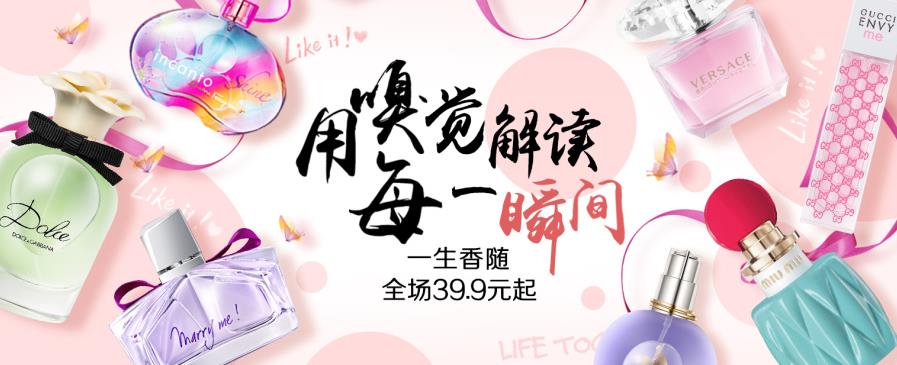 Like it!
incanto
Shine
VERSACE
GUCCI
ENVY
me
Like it!
用嗅觉解读
每一瞬间
一生香随
全场39.9元起
Dolce
DOLCE&GABBANA
Like it!
Marry me!
MIU MIU
LIFE TOO